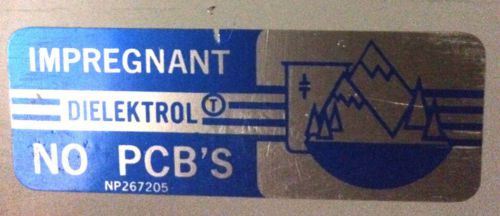 IMPREGNANT
DIELEKTROL Ⓣ
NO PCB'S
NP267205